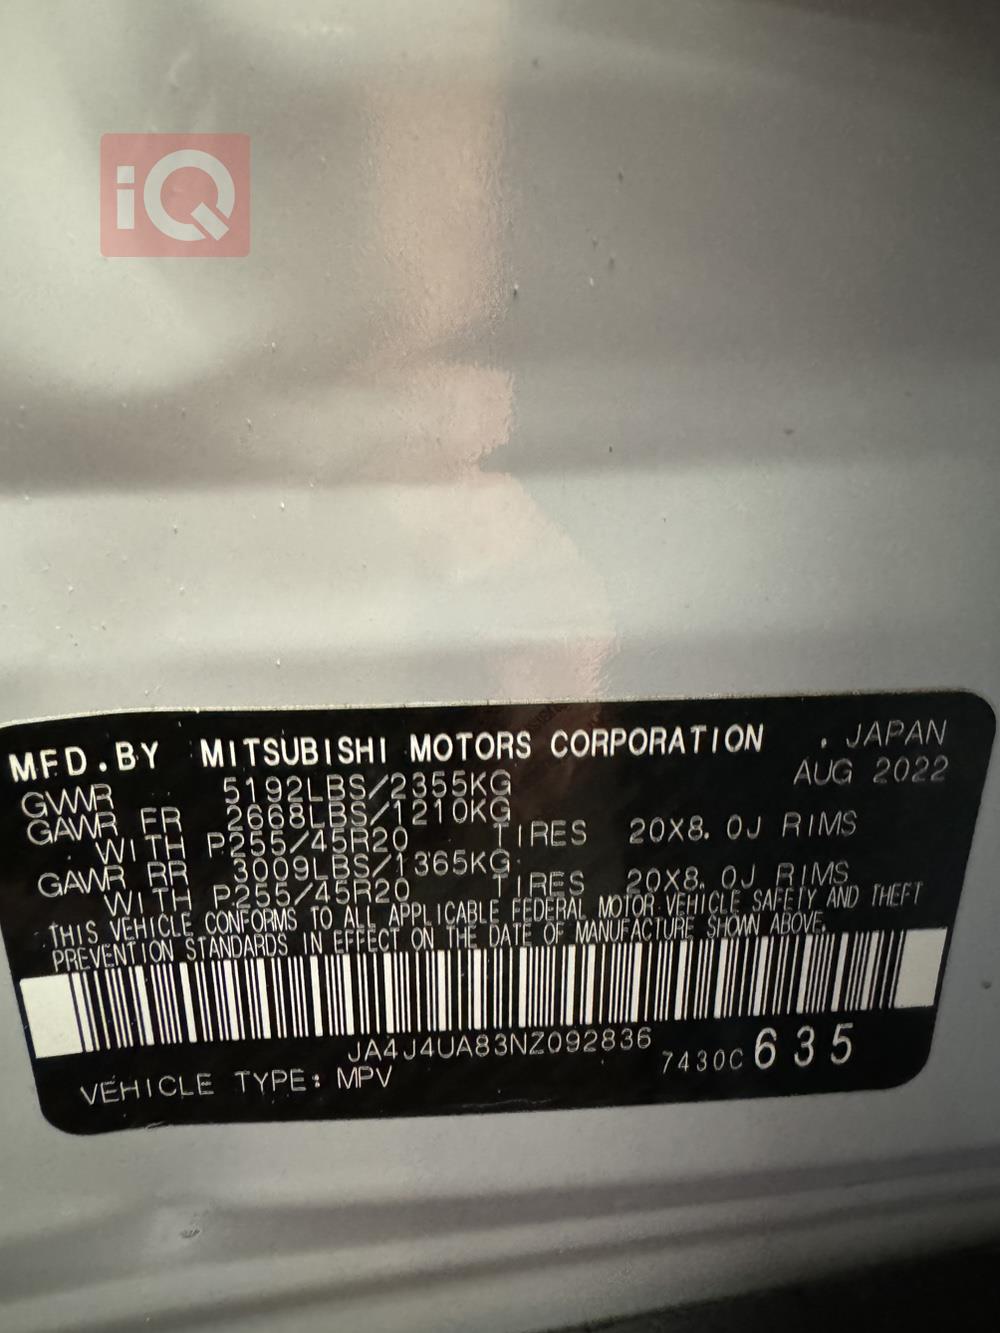 iQ
MFD.BY MITSUBISHI MOTORS CORPORATION . JAPAN
AUG 2022
GVWR 5192LBS/2355KG
GAWR FR 2668LBS/1210KG
WITH P255/45R20 TIRES 20X8.0J RIMS
GAWR RR 3009LBS/1365KG
WITH P255/45R20 TIRES 20X8.0J RIMS
THIS VEHICLE CONFORMS TO ALL APPLICABLE FEDERAL MOTOR VEHICLE SAFETY AND THEFT
PREVENTION STANDARDS IN EFFECT ON THE DATE OF MANUFACTURE SHOWN ABOVE.
JA4J4UA83NZ092836
7430C 635
VEHICLE TYPE: MPV